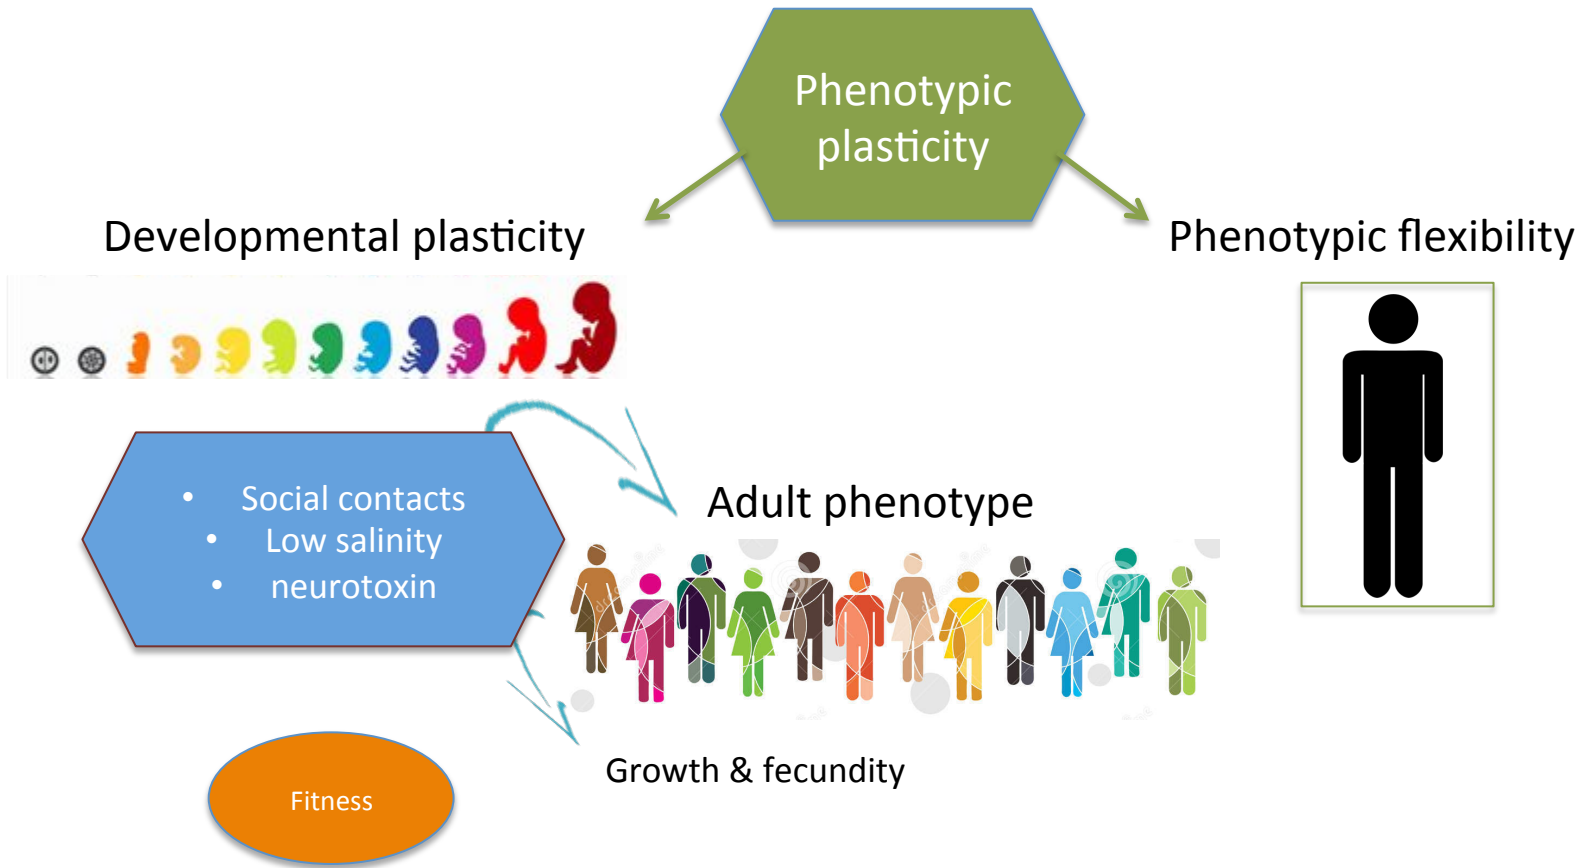 Phenotypic
plasticity
Developmental plasticity
Phenotypic flexibility
• Social contacts
• Low salinity
• neurotoxin
Adult phenotype
Growth & fecundity
Fitness